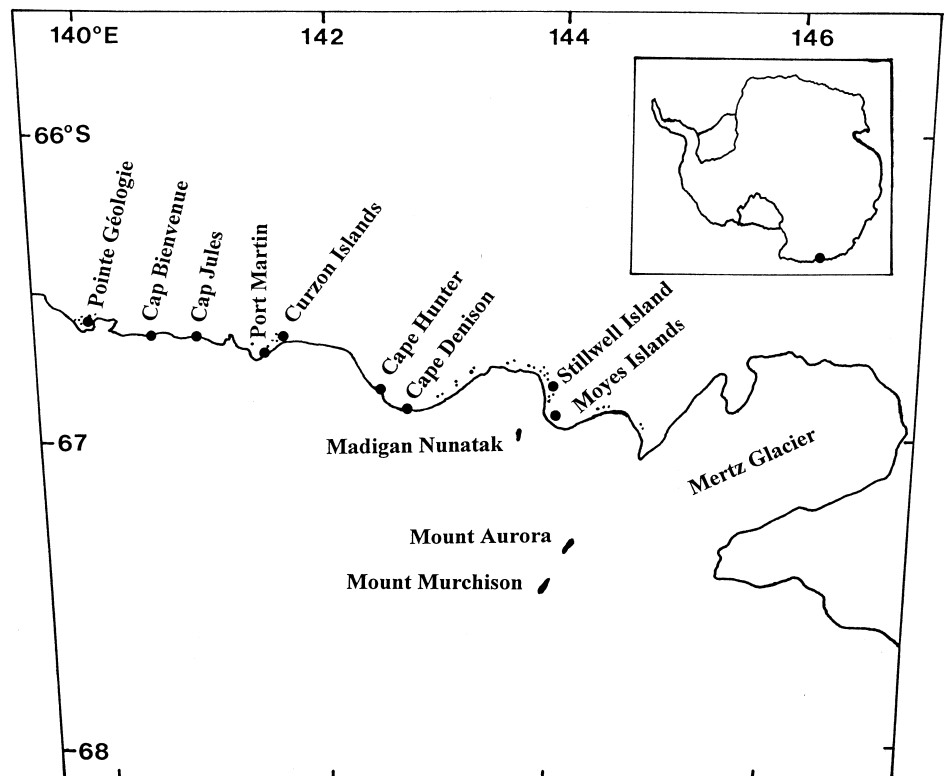 140°E
142
144
146
66°S
Pointe Géologie
Cap Bienvenue
Cap Jules
Port Martin
Curzon Islands
Cape Hunter
Cape Denison
Stillwell Island
Moyes Islands
67
Madigan Nunatak
Mertz Glacier
Mount Aurora
Mount Murchison
68